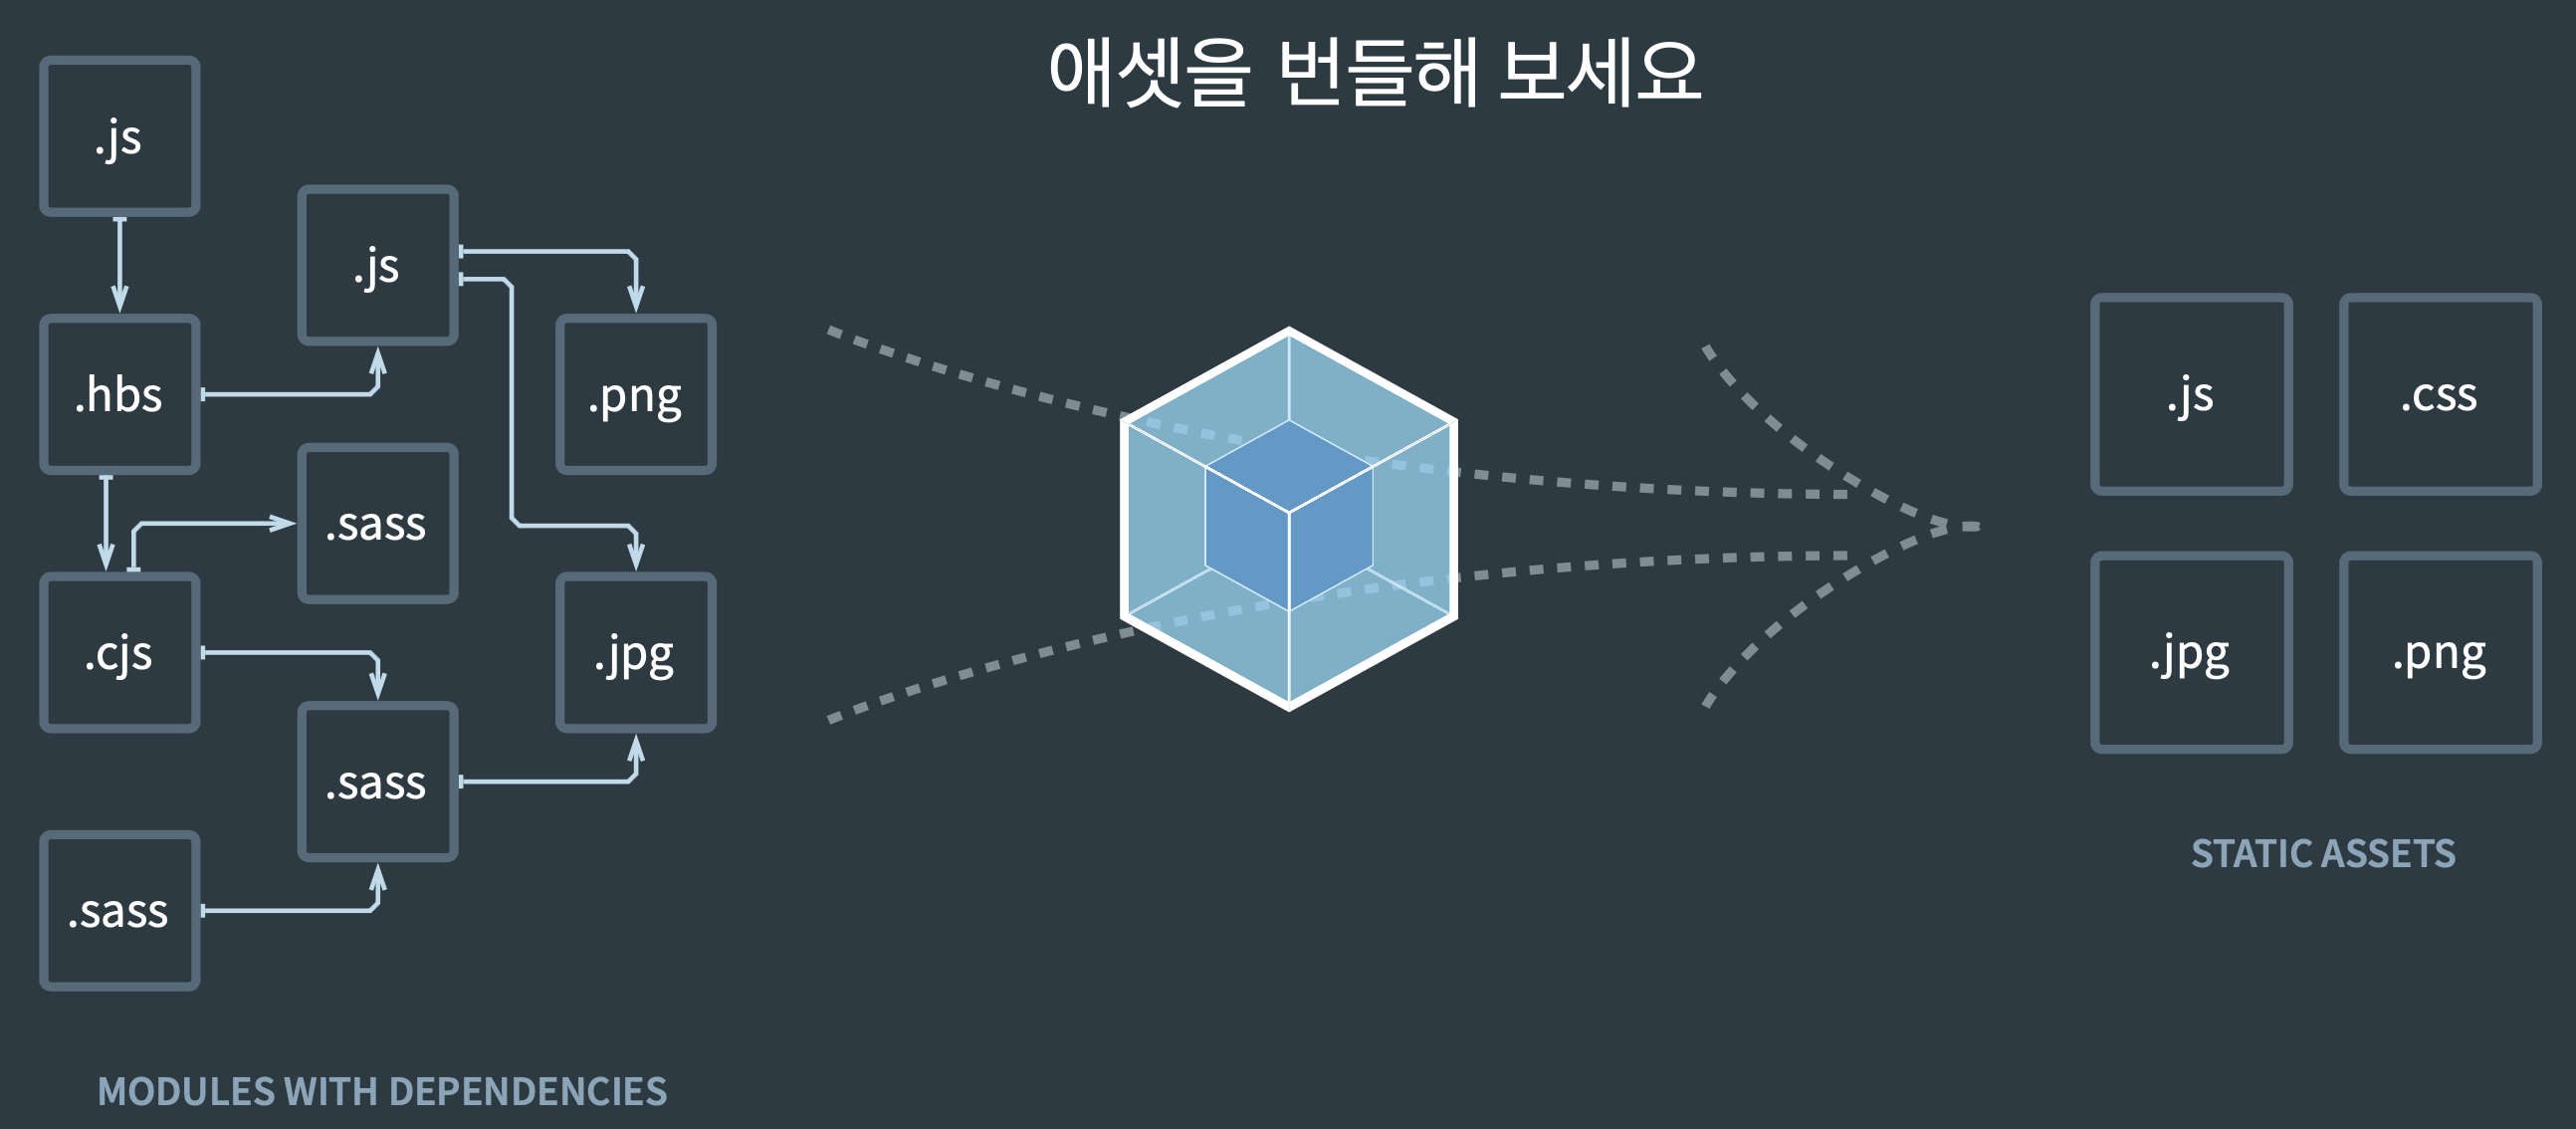 애셋을 번들해 보세요
.js
.js
.hbs
.png
.sass
.cjs
.jpg
.sass
.sass
MODULES WITH DEPENDENCIES
.js
.css
.jpg
.png
STATIC ASSETS